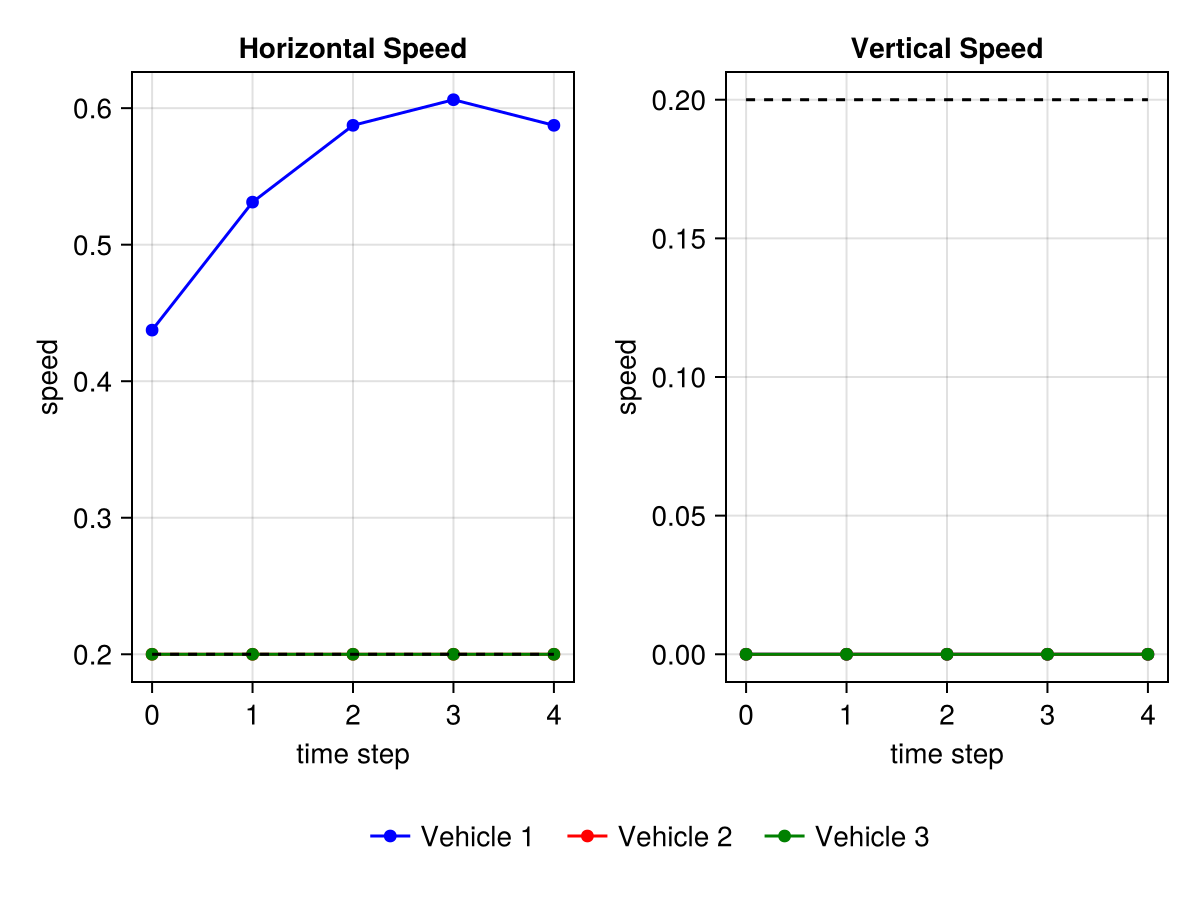 Horizontal Speed
0.6
0.5
0.4
0.3
0.2
speed
0 1 2 3 4
time step
Vertical Speed
0.20
0.15
0.10
0.05
0.00
speed
0 1 2 3 4
time step
Vehicle 1 Vehicle 2 Vehicle 3